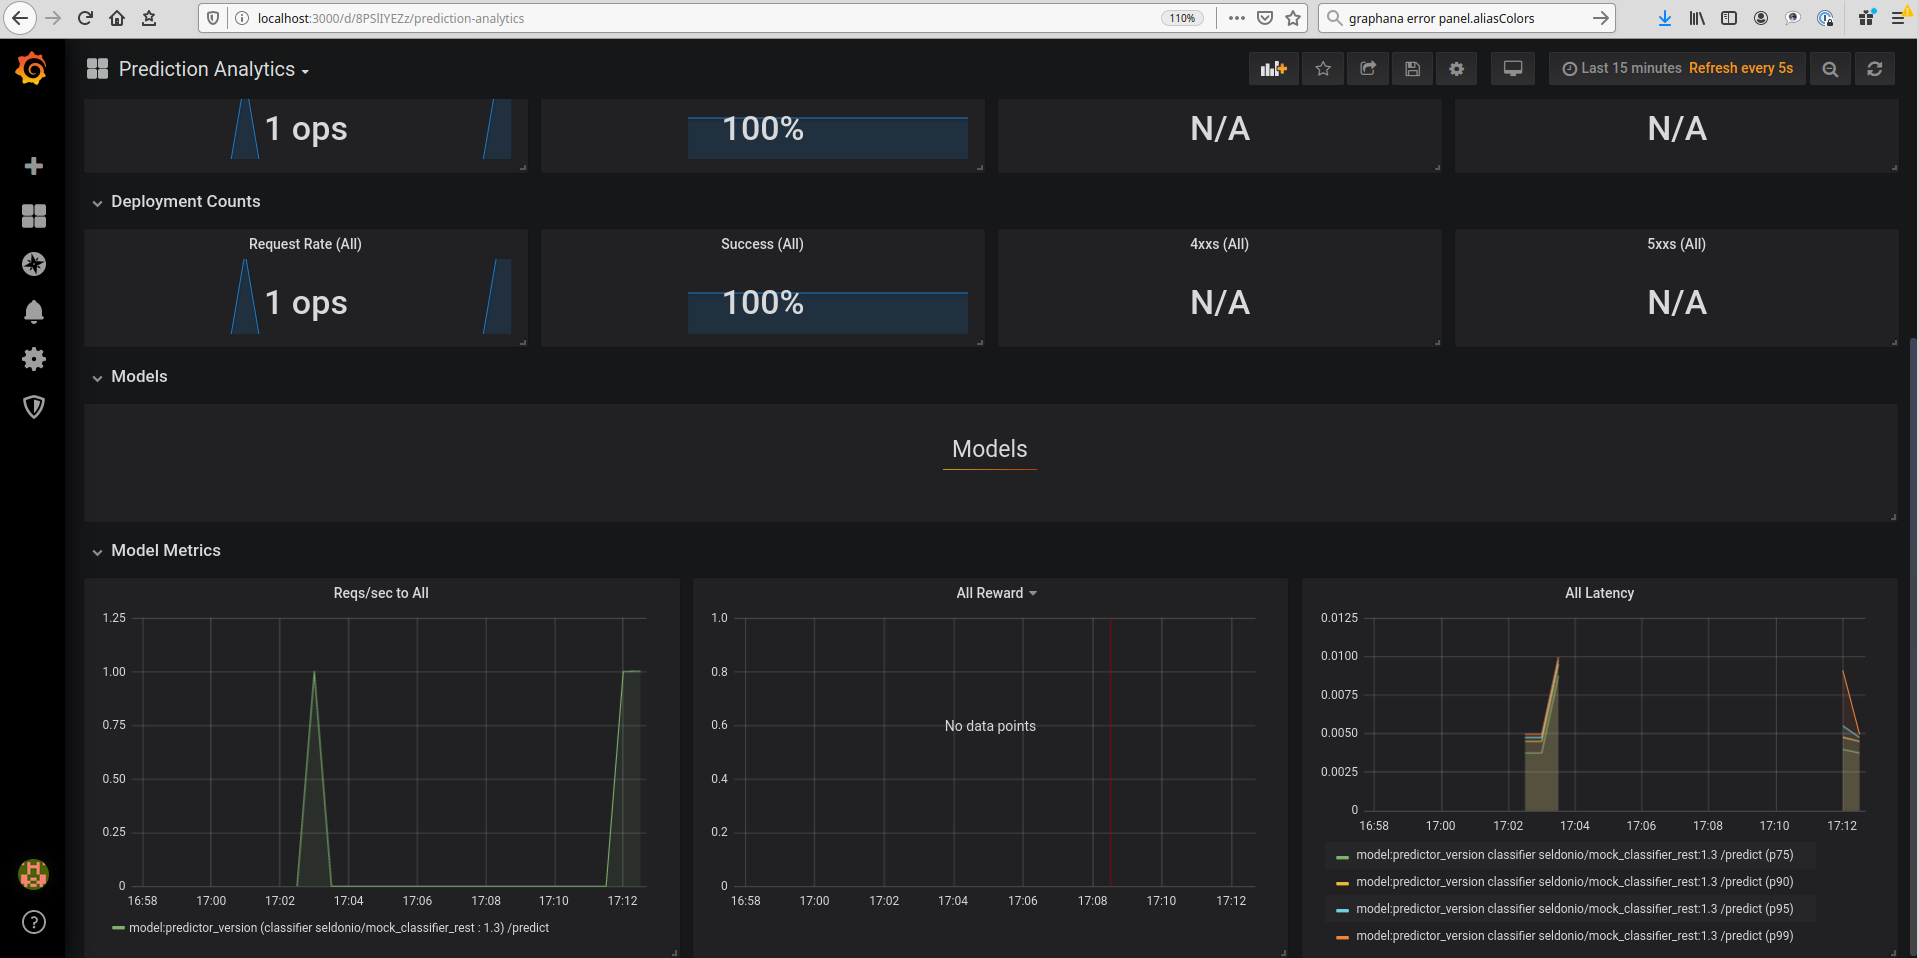 localhost:3000/d/8PSlIYEZz/prediction-analytics
110%
graphana error panel.aliasColors
Prediction Analytics
Last 15 minutes Refresh every 5s
1 ops
100%
N/A
N/A
Deployment Counts
Request Rate (All)
Success (All)
4xxs (All)
5xxs (All)
1 ops
100%
N/A
N/A
Models
Models
Model Metrics
Reqs/sec to All
1.25
1.00
0.75
0.50
0.25
0
16:58 17:00 17:02 17:04 17:06 17:08 17:10 17:12
model:predictor_version (classifier seldonio/mock_classifier_rest : 1.3) /predict
All Reward
1.0
0.8
0.6
0.4
0.2
0
No data points
16:58 17:00 17:02 17:04 17:06 17:08 17:10 17:12
All Latency
0.0125
0.0100
0.0075
0.0050
0.0025
0
16:58 17:00 17:02 17:04 17:06 17:08 17:10 17:12
model:predictor_version classifier seldonio/mock_classifier_rest:1.3 /predict (p75)
model:predictor_version classifier seldonio/mock_classifier_rest:1.3 /predict (p90)
model:predictor_version classifier seldonio/mock_classifier_rest:1.3 /predict (p95)
model:predictor_version classifier seldonio/mock_classifier_rest:1.3 /predict (p99)